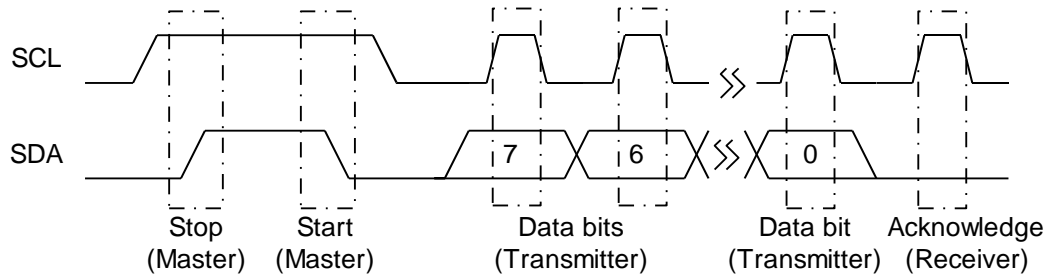 SCL
SDA
7 6 0
Stop Start Data bits Data bit Acknowledge
(Master) (Master) (Transmitter) (Transmitter) (Receiver)